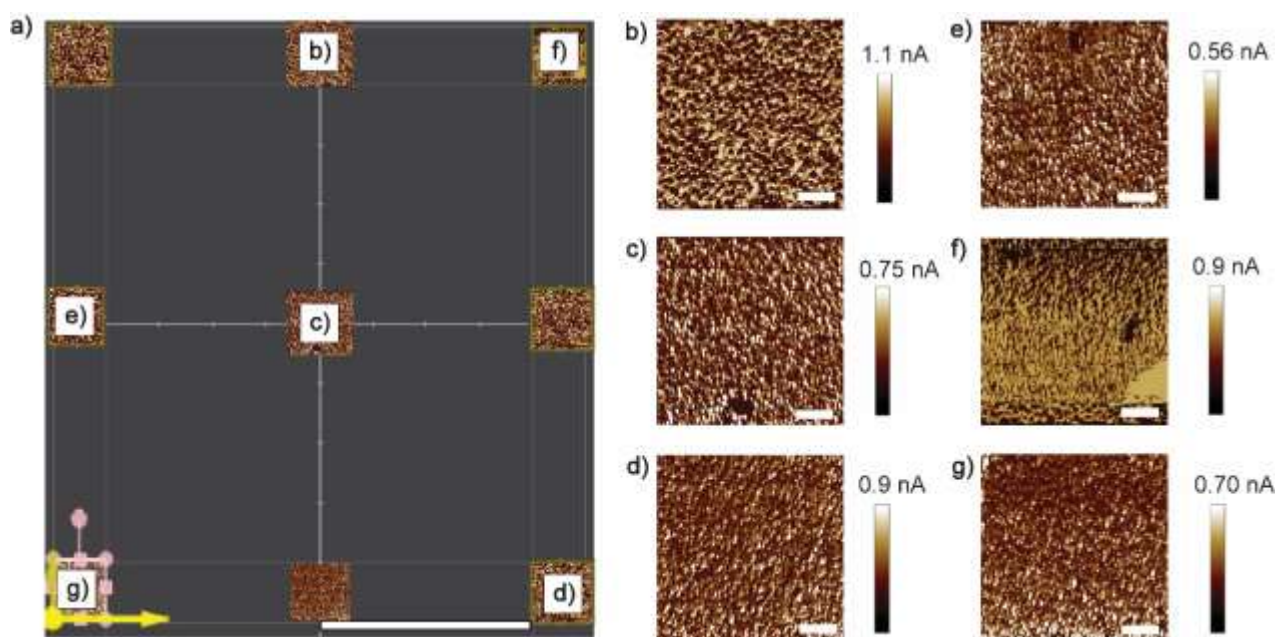 a)
b)
f)
e)
c)
g)
d)
b)
1.1 nA
e)
0.56 nA
c)
0.75 nA
f)
0.9 nA
d)
0.9 nA
g)
0.70 nA